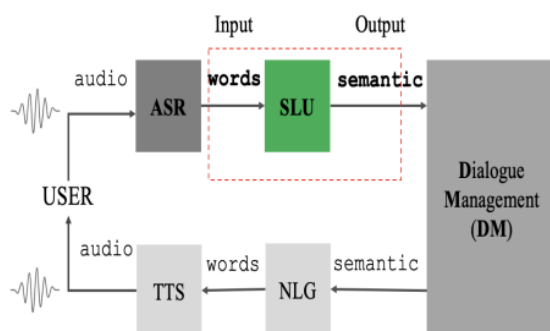 Input
Output
audio
words
semantic
ASR
SLU
Dialogue
Management
(DM)
USER
audio
words
semantic
TTS
NLG